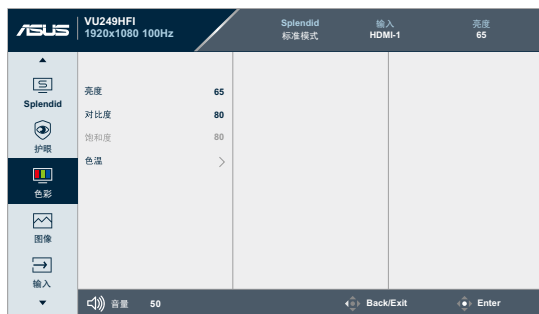 ASUS
VU249HFI
1920x1080 100Hz
Splendid
标准模式
输入
HDMI-1
亮度
65
Splendid
护眼
色彩
图像
输入
亮度 65
对比度 80
饱和度 80
色温
音量 50
Back/Exit
Enter